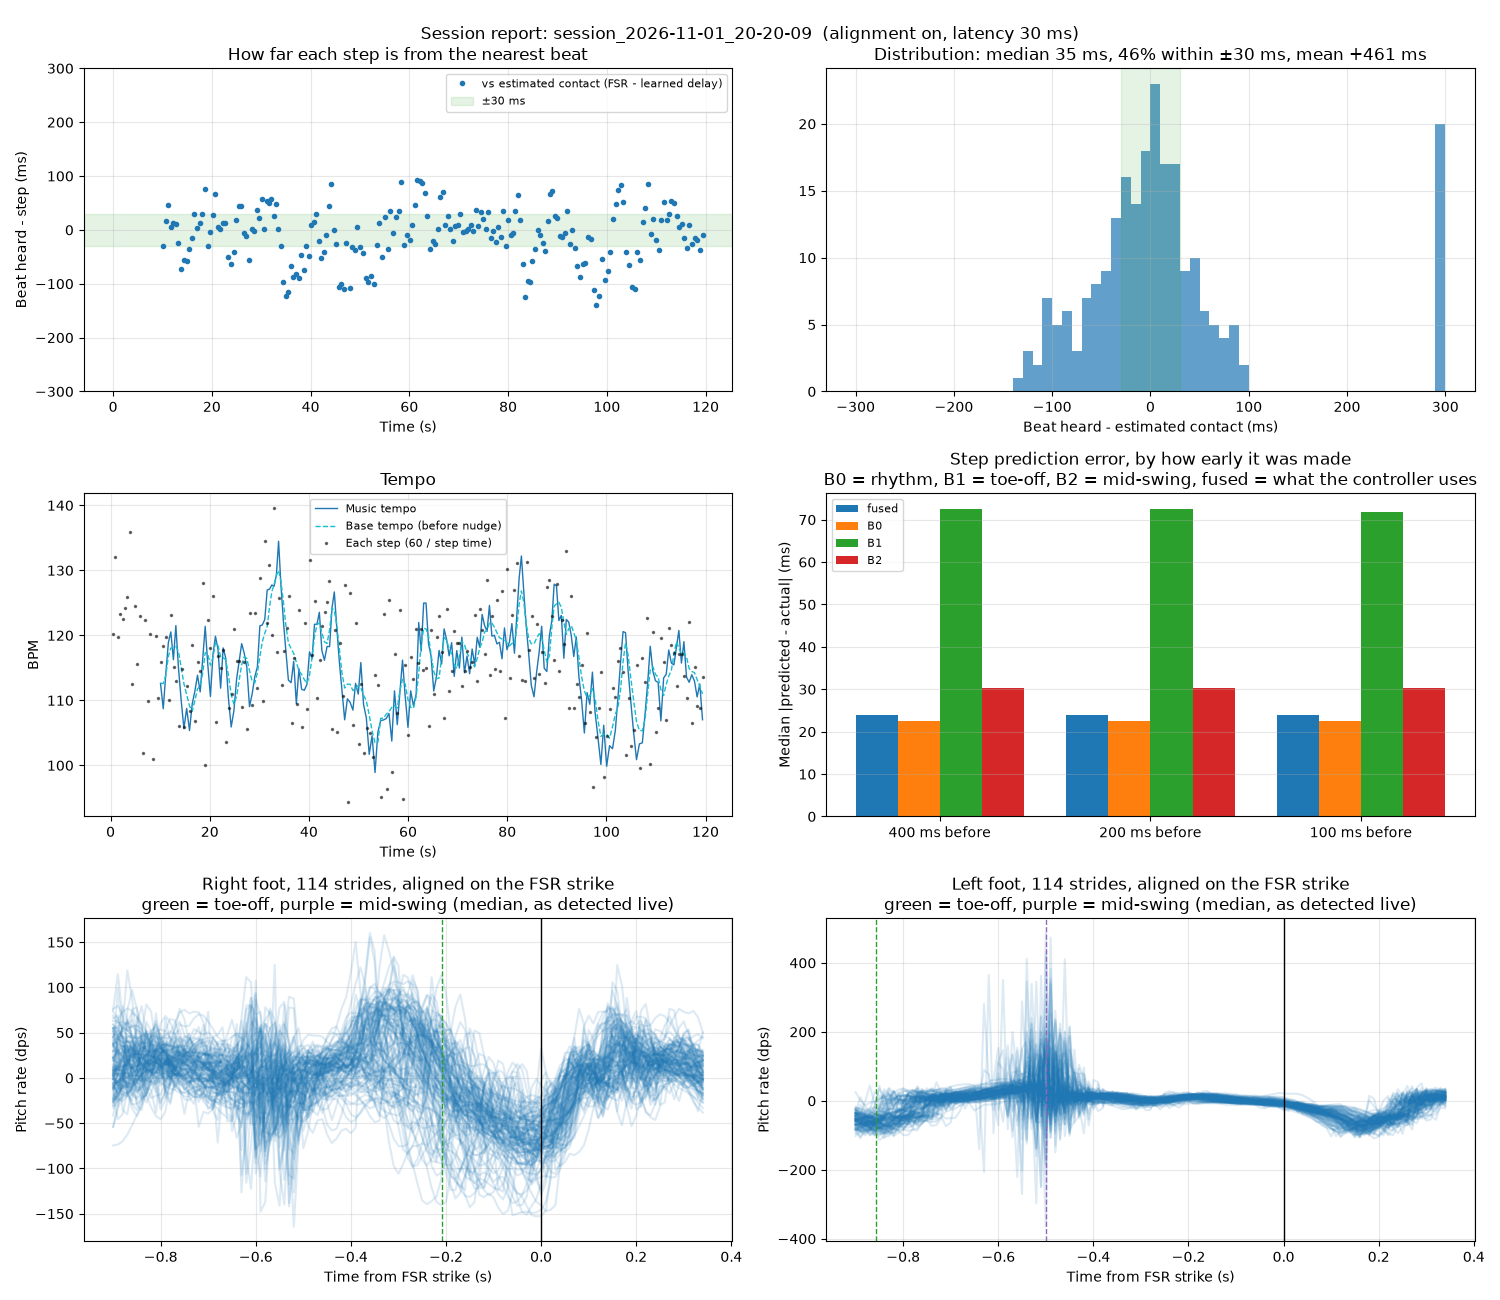 Session report: session_2026-11-01_20-20-09  (alignment on, latency 30 ms)
How far each step is from the nearest beat
300
200
100
0
−100
−200
−300
Beat heard - step (ms)
vs estimated contact (FSR - learned delay)
±30 ms
0
20
40
60
80
100
120
Time (s)
Distribution: median 35 ms, 46% within ±30 ms, mean +461 ms
20
15
10
5
0
−300
−200
−100
0
100
200
300
Beat heard - estimated contact (ms)
Tempo
140
130
120
110
100
BPM
Music tempo
Base tempo (before nudge)
Each step (60 / step time)
0
20
40
60
80
100
120
Time (s)
Step prediction error, by how early it was made
B0 = rhythm, B1 = toe-off, B2 = mid-swing, fused = what the controller uses
70
60
50
40
30
20
10
0
Median |predicted - actual| (ms)
fused
B0
B1
B2
400 ms before
200 ms before
100 ms before
Right foot, 114 strides, aligned on the FSR strike
green = toe-off, purple = mid-swing (median, as detected live)
150
100
50
0
−50
−100
−150
Pitch rate (dps)
−0.8
−0.6
−0.4
−0.2
0.0
0.2
0.4
Time from FSR strike (s)
Left foot, 114 strides, aligned on the FSR strike
green = toe-off, purple = mid-swing (median, as detected live)
400
200
0
−200
−400
Pitch rate (dps)
−0.8
−0.6
−0.4
−0.2
0.0
0.2
0.4
Time from FSR strike (s)